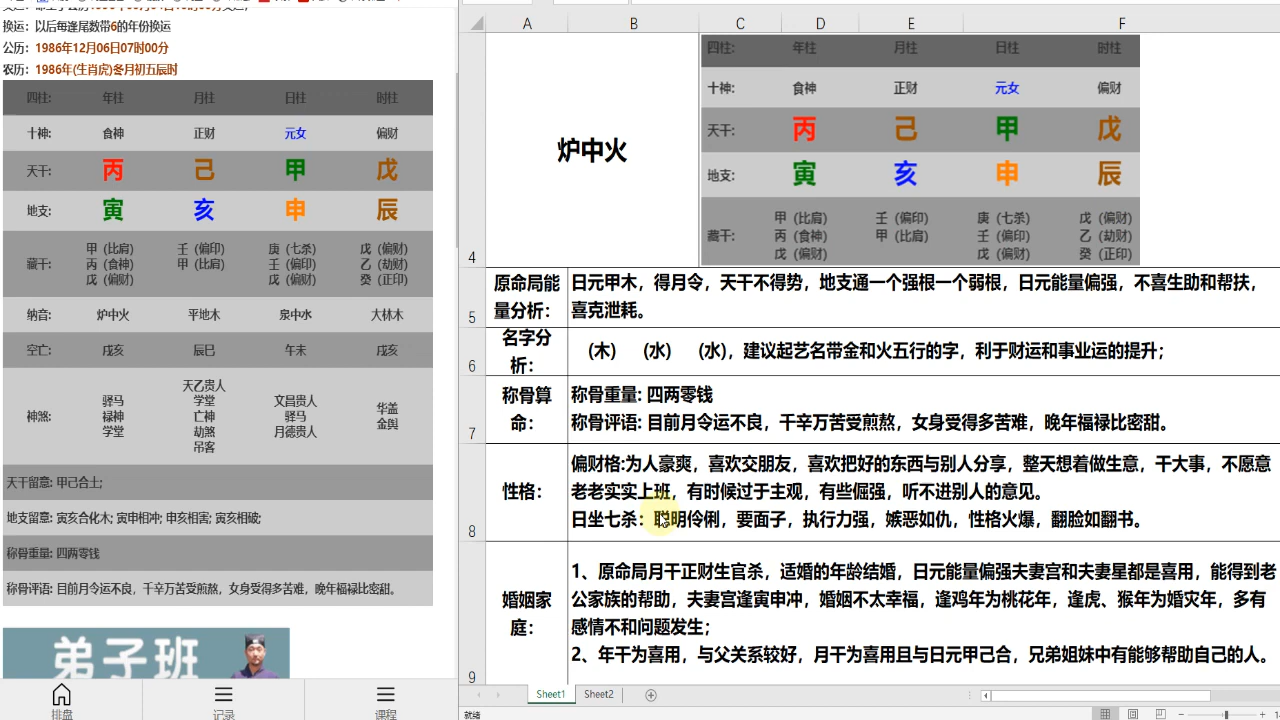 换运: 以后每逢尾数带6的年份换运
公历: 1986年12月06日07时00分
农历: 1986年(生肖虎)冬月初五辰时
四柱: 年柱 月柱 日柱 时柱
十神: 食神 正财 元女 偏财
天干: 丙 己 甲 戊
地支: 寅 亥 申 辰
藏干:
甲 (比肩) 壬 (偏印) 庚 (七杀) 戊 (偏财)
丙 (食神) 甲 (比肩) 壬 (偏印) 乙 (劫财)
戊 (偏财) 戊 (偏财) 癸 (正印)
纳音: 炉中火 平地木 泉中水 大林木
空亡: 戌亥 辰巳 午未 戌亥
神煞:
驿马
禄神
学堂
天乙贵人
学堂
亡神
劫煞
吊客
文昌贵人
驿马
月德贵人
华盖
金舆
天干留意: 甲己合土;
地支留意: 寅亥合化木; 寅申相冲; 申亥相害; 寅亥相破;
称骨重量: 四两零钱
称骨评语: 目前月令运不良，千辛万苦受煎熬，女身受得多苦难，晚年福禄比密甜。
弟子班
排盘 记录 课程
A B C D E F
4
炉中火
四柱: 年柱 月柱 日柱 时柱
十神: 食神 正财 元女 偏财
天干: 丙 己 甲 戊
地支: 寅 亥 申 辰
藏干:
甲 (比肩) 壬 (偏印) 庚 (七杀) 戊 (偏财)
丙 (食神) 甲 (比肩) 壬 (偏印) 乙 (劫财)
戊 (偏财) 戊 (偏财) 癸 (正印)
5
原命局能
量分析：
日元甲木，得月令，天干不得势，地支通一个强根一个弱根，日元能量偏强，不喜生助和帮扶，
喜克泄耗。
6
名字分
析：
(木) (水) (水)，建议起艺名带金和火五行的字，利于财运和事业运的提升；
7
称骨算
命：
称骨重量: 四两零钱
称骨评语: 目前月令运不良，千辛万苦受煎熬，女身受得多苦难，晚年福禄比密甜。
8
性格：
偏财格:为人豪爽，喜欢交朋友，喜欢把好的东西与别人分享，整天想着做生意，干大事，不愿意
老老实实上班，有时候过于主观，有些倔强，听不进别人的意见。
日坐七杀：聪明伶俐，要面子，执行力强，嫉恶如仇，性格火爆，翻脸如翻书。
9
婚姻家
庭：
1、原命局月干正财生官杀，适婚的年龄结婚，日元能量偏强夫妻宫和夫妻星都是喜用，能得到老
公家族的帮助，夫妻宫逢寅申冲，婚姻不太幸福，逢鸡年为桃花年，逢虎、猴年为婚灾年，多有
感情不和问题发生；
2、年干为喜用，与父关系较好，月干为喜用且与日元甲己合，兄弟姐妹中有能够帮助自己的人。
Sheet1 Sheet2
就绪